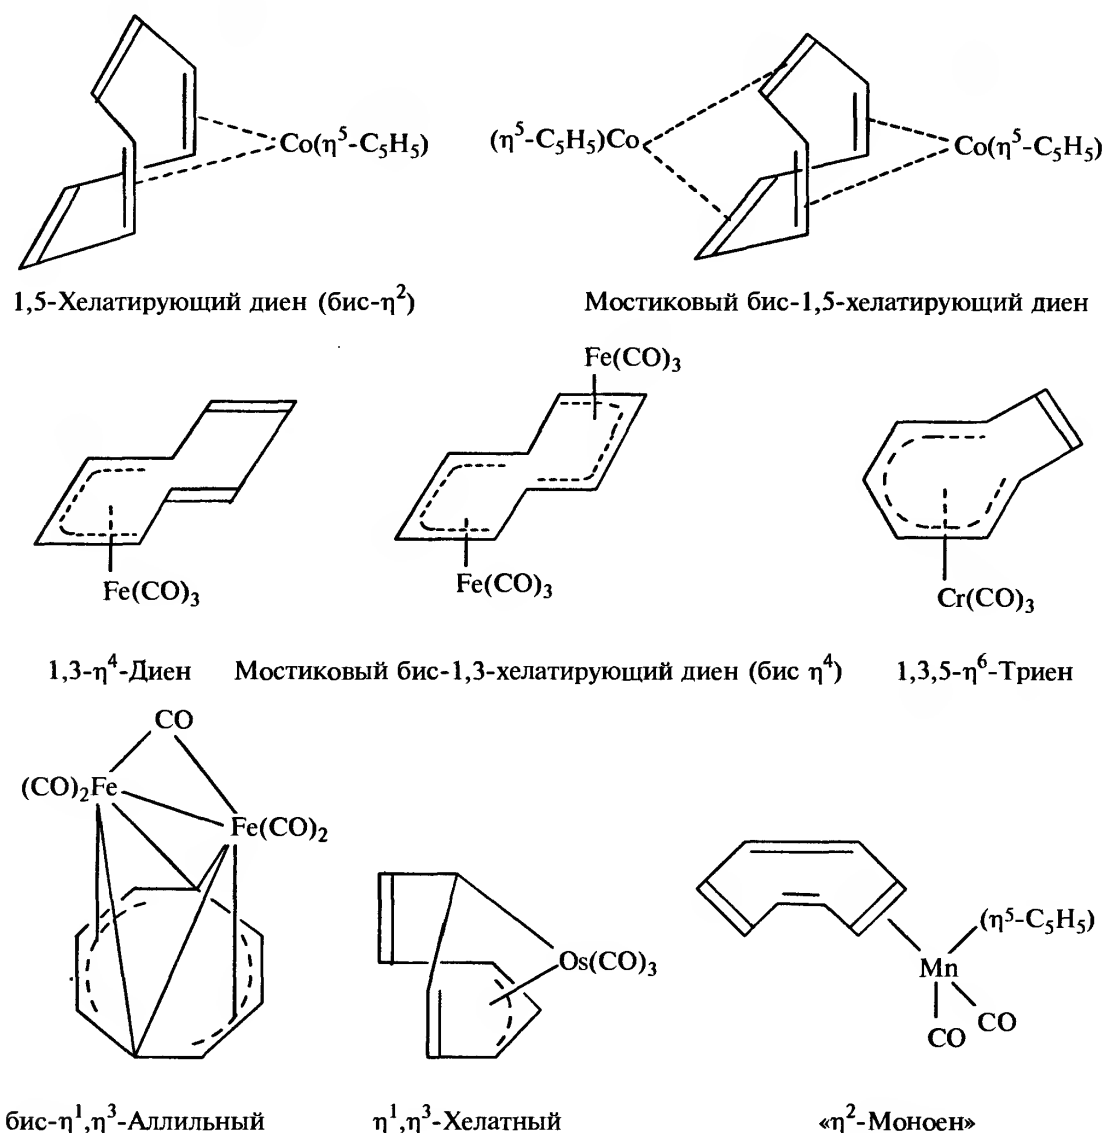 Co(η⁵-C₅H₅)
(η⁵-C₅H₅)Co
Co(η⁵-C₅H₅)
1,5-Хелатирующий диен (бис-η²)
Мостиковый бис-1,5-хелатирующий диен
Fe(CO)₃
Fe(CO)₃
Fe(CO)₃
Cr(CO)₃
1,3-η⁴-Диен
Мостиковый бис-1,3-хелатирующий диен (бис η⁴)
1,3,5-η⁶-Триен
CO
(CO)₂Fe
Fe(CO)₂
Os(CO)₃
(η⁵-C₅H₅)
Mn
CO
CO
бис-η¹,η³-Аллильный
η¹,η³-Хелатный
«η²-Моноен»